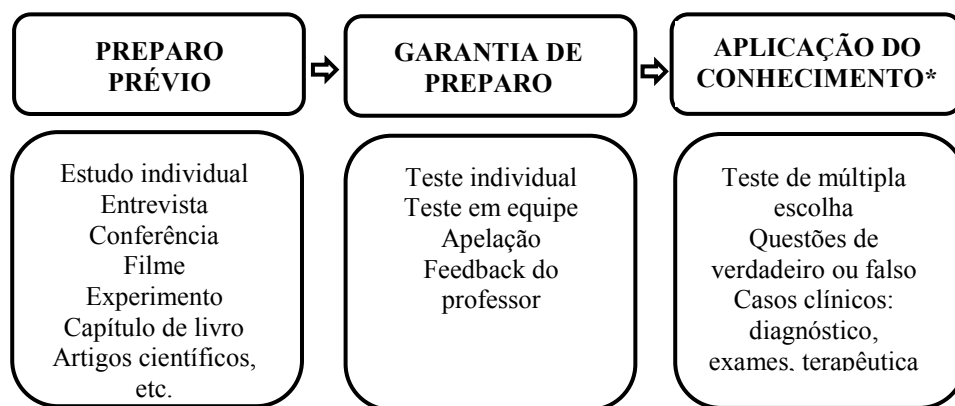 PREPARO
PRÉVIO
GARANTIA DE
PREPARO
APLICAÇÃO DO
CONHECIMENTO*
Estudo individual
Entrevista
Conferência
Filme
Experimento
Capítulo de livro
Artigos científicos,
etc.
Teste individual
Teste em equipe
Apelação
Feedback do
professor
Teste de múltipla
escolha
Questões de
verdadeiro ou falso
Casos clínicos:
diagnóstico,
exames, terapêutica